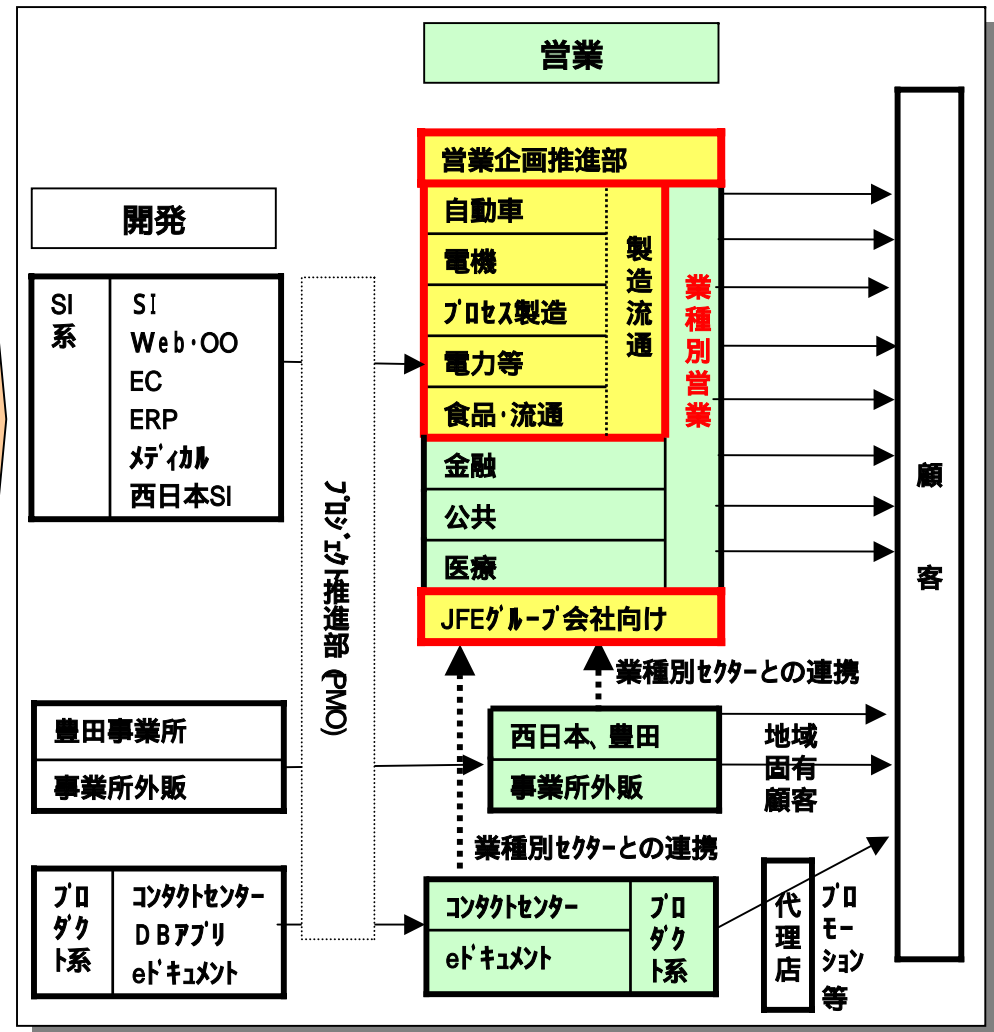 営業
営業企画推進部
自動車
電機
プロセス製造
電力等
食品・流通
製造流通
業種別営業
金融
公共
医療
JFEグループ会社向け
開発
SI系
SI
Web・OO
EC
ERP
メディカル
西日本SI
プロジェクト推進部(PMO)
顧客
業種別セクターとの連携
豊田事業所
事業所外販
西日本、豊田
事業所外販
地域固有顧客
業種別セクターとの連携
プロダクト系
コンタクトセンター
DBアプリ
eドキュメント
コンタクトセンター
eドキュメント
プロダクト系
代理店
プロモーション等